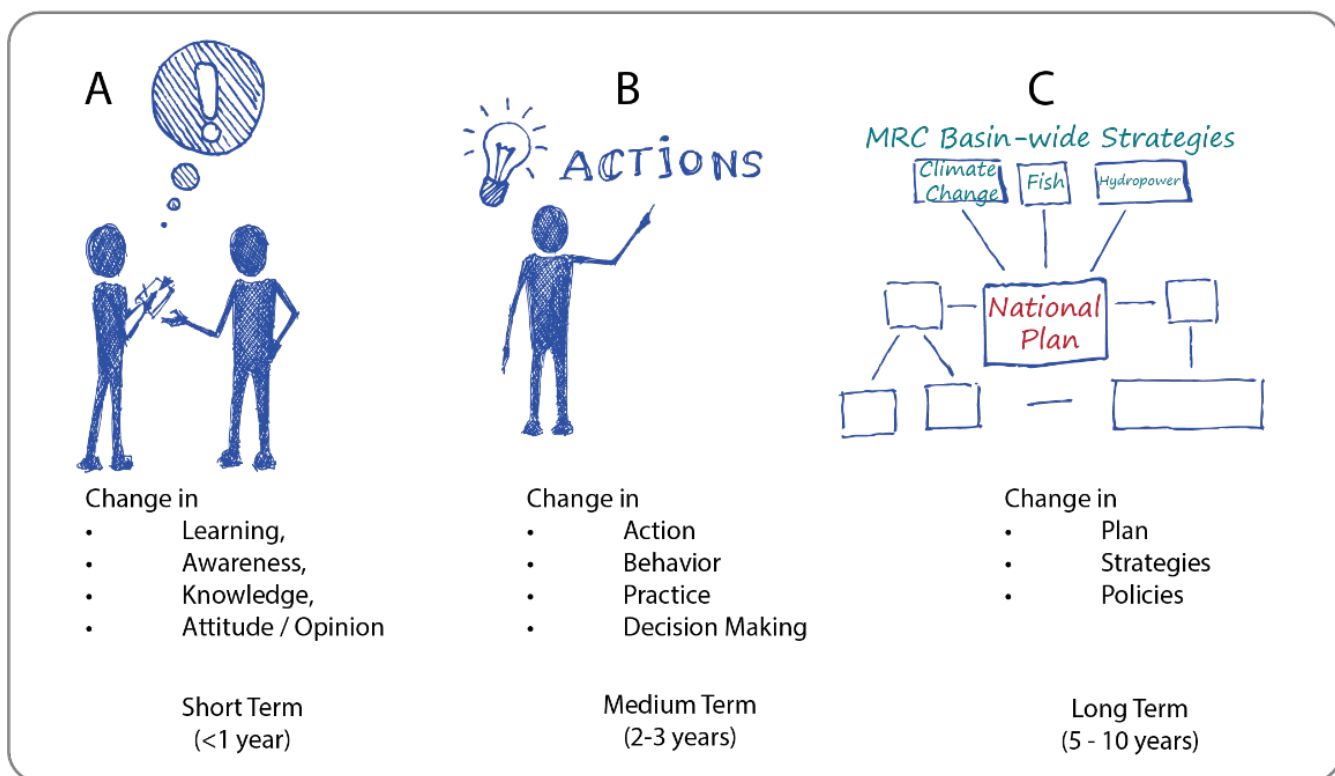 A
B
C
ACTiONS
MRC Basin-wide Strategies
Climate
Change
Fish
Hydropower
National
Plan
Change in
• Learning,
• Awareness,
• Knowledge,
• Attitude / Opinion
Short Term
(<1 year)
Change in
• Action
• Behavior
• Practice
• Decision Making
Medium Term
(2-3 years)
Change in
• Plan
• Strategies
• Policies
Long Term
(5 - 10 years)